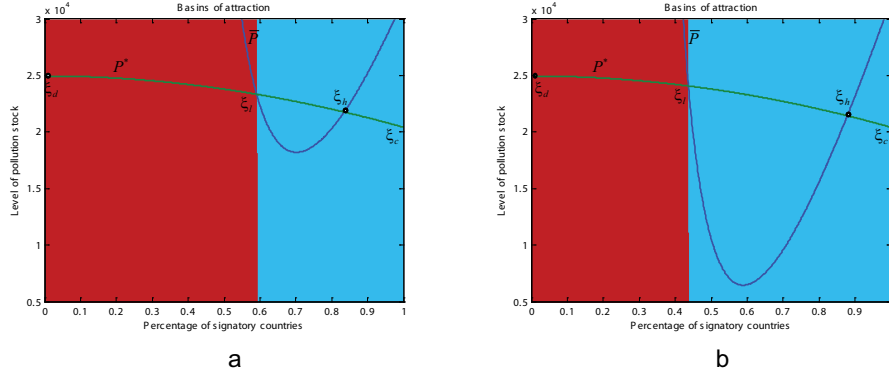 x 10⁴
Basins of attraction
3
2.5
2
1.5
1
0.5
Level of pollution stock
P̅
P*
ξd
ξl
ξh
ξc
0 0.1 0.2 0.3 0.4 0.5 0.6 0.7 0.8 0.9 1
Percentage of signatory countries
a
x 10⁴
Basins of attraction
3
2.5
2
1.5
1
0.5
Level of pollution stock
P̅
P*
ξd
ξl
ξh
ξc
0 0.1 0.2 0.3 0.4 0.5 0.6 0.7 0.8 0.9
Percentage of signatory countries
b